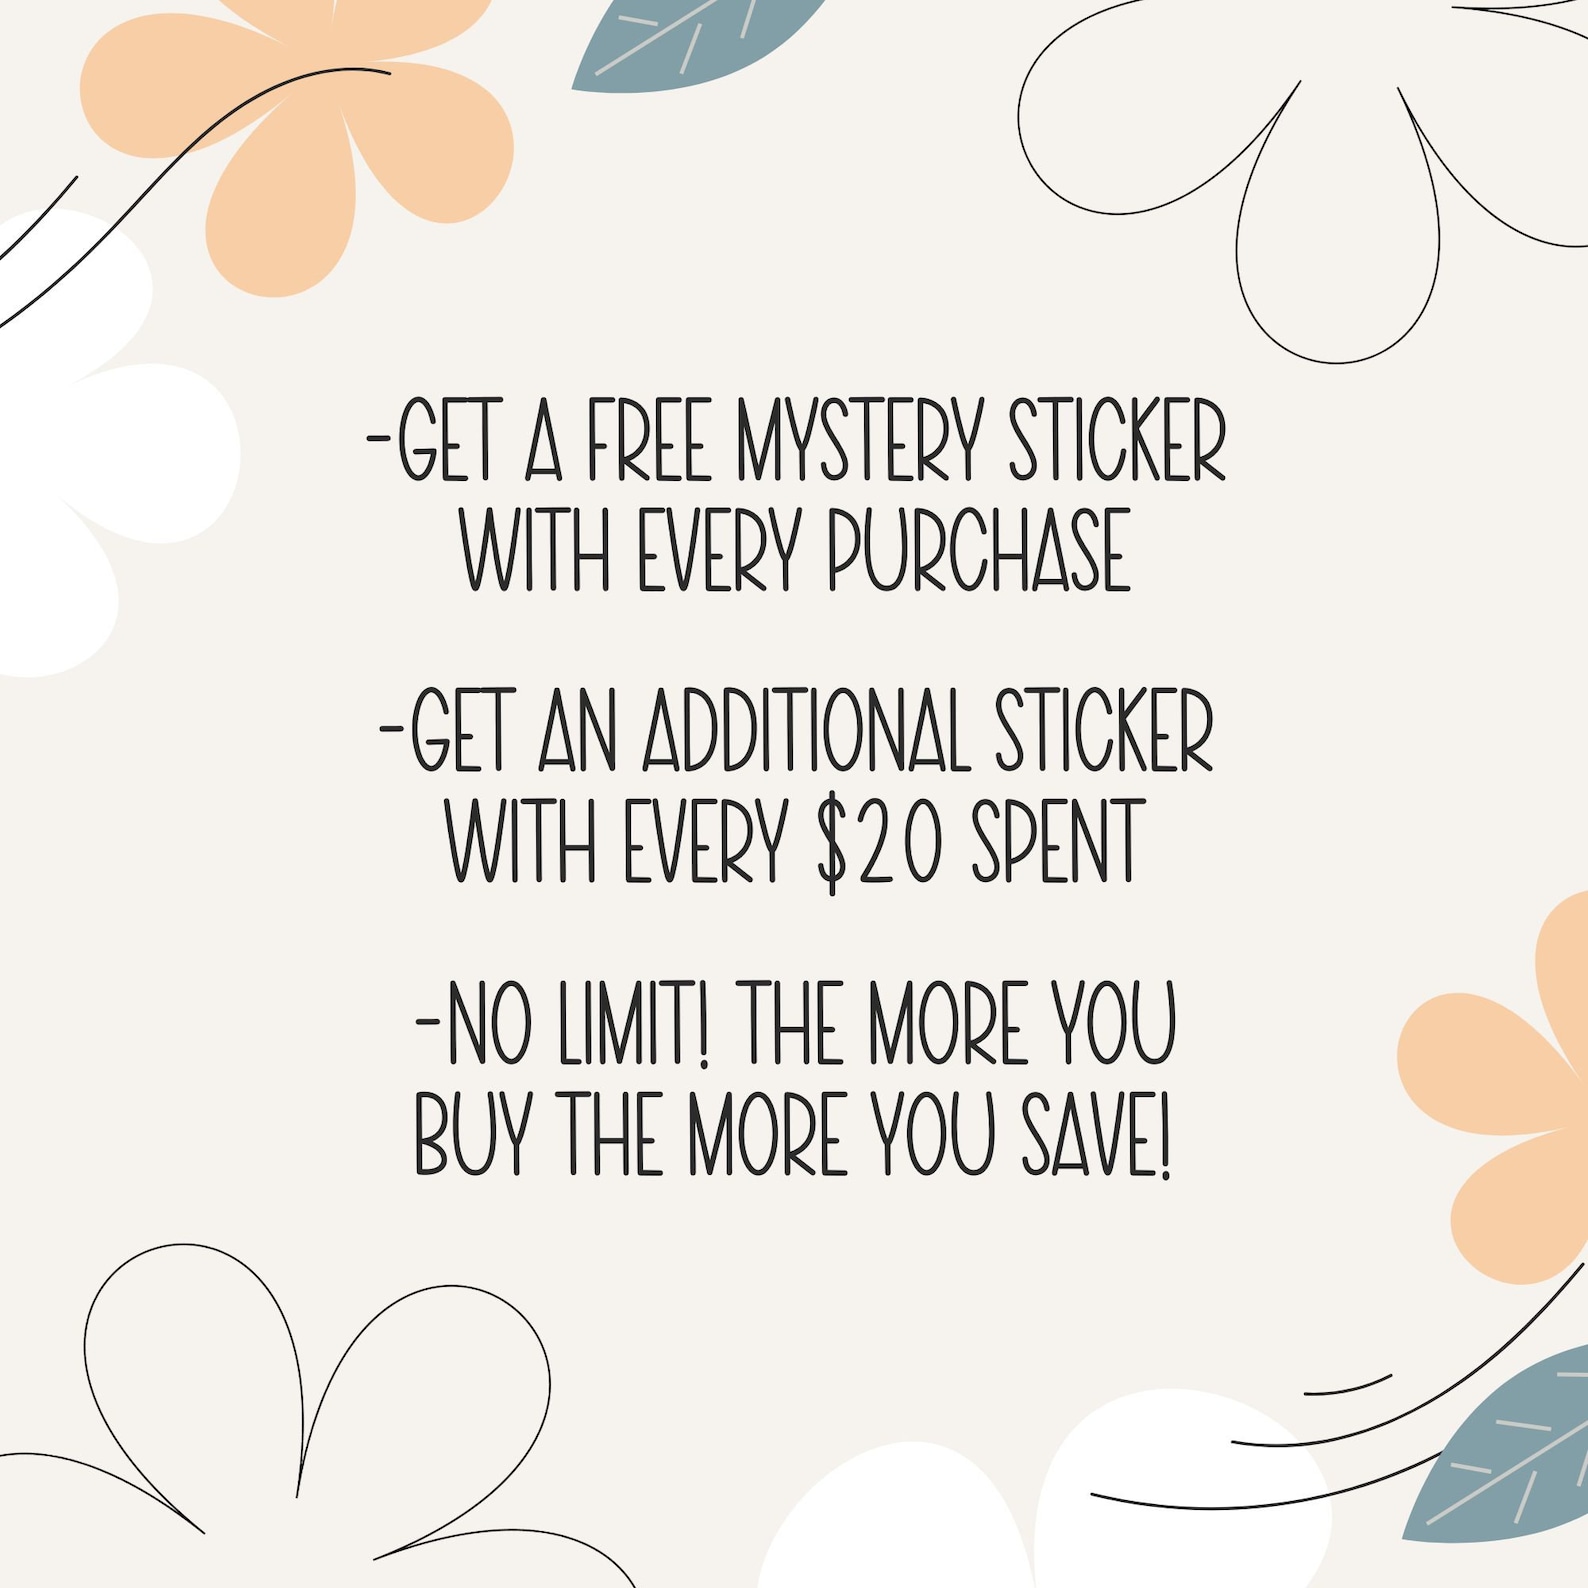 -GET A FREE MYSTERY STICKER
WITH EVERY PURCHASE
-GET AN ADDITIONAL STICKER
WITH EVERY $20 SPENT
-NO LIMIT! THE MORE YOU
BUY THE MORE YOU SAVE!